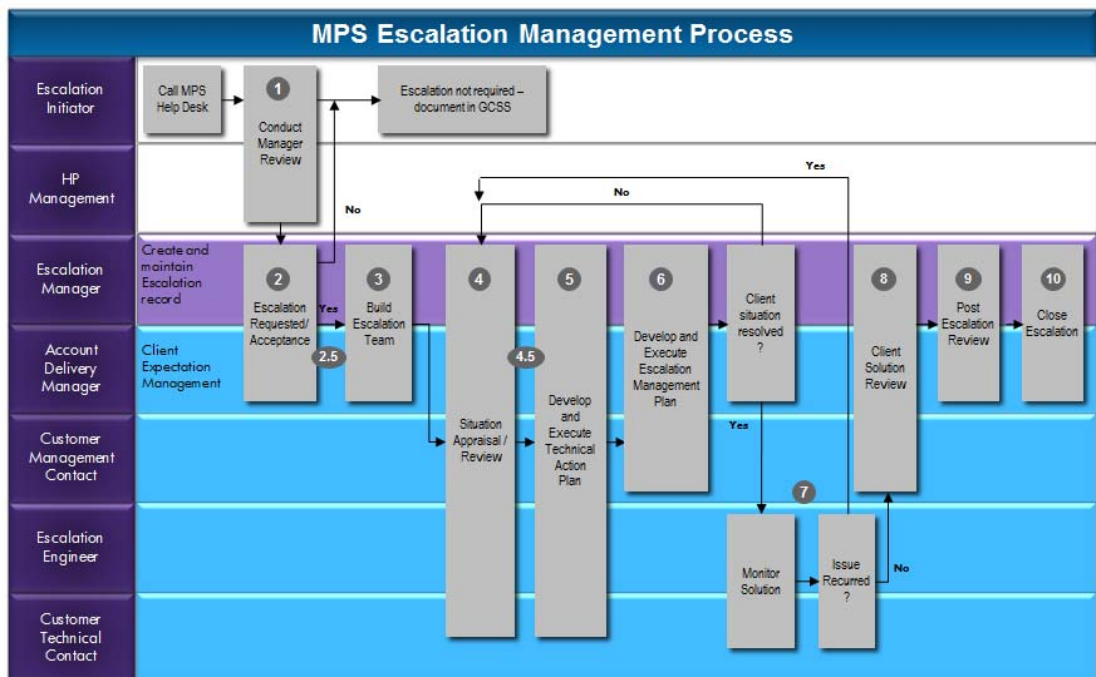 MPS Escalation Management Process
Escalation
Initiator
Call MPS
Help Desk
1
Conduct
Manager
Review
Escalation not required –
document in GCSS
HP
Management
No
No
Yes
Escalation
Manager
Create and
maintain
Escalation
record
2
Escalation
Requested/
Acceptance
Yes
2.5
3
Build
Escalation
Team
4
Situation
Appraisal /
Review
4.5
5
Develop
and
Execute
Technical
Action
Plan
6
Develop and
Execute
Escalation
Management
Plan
Client
situation
resolved
?
Yes
8
Client
Solution
Review
9
Post
Escalation
Review
10
Close
Escalation
Account
Delivery
Manager
Client
Expectation
Management
Customer
Management
Contact
7
Escalation
Engineer
Monitor
Solution
Issue
Recurred
?
No
Customer
Technical
Contact